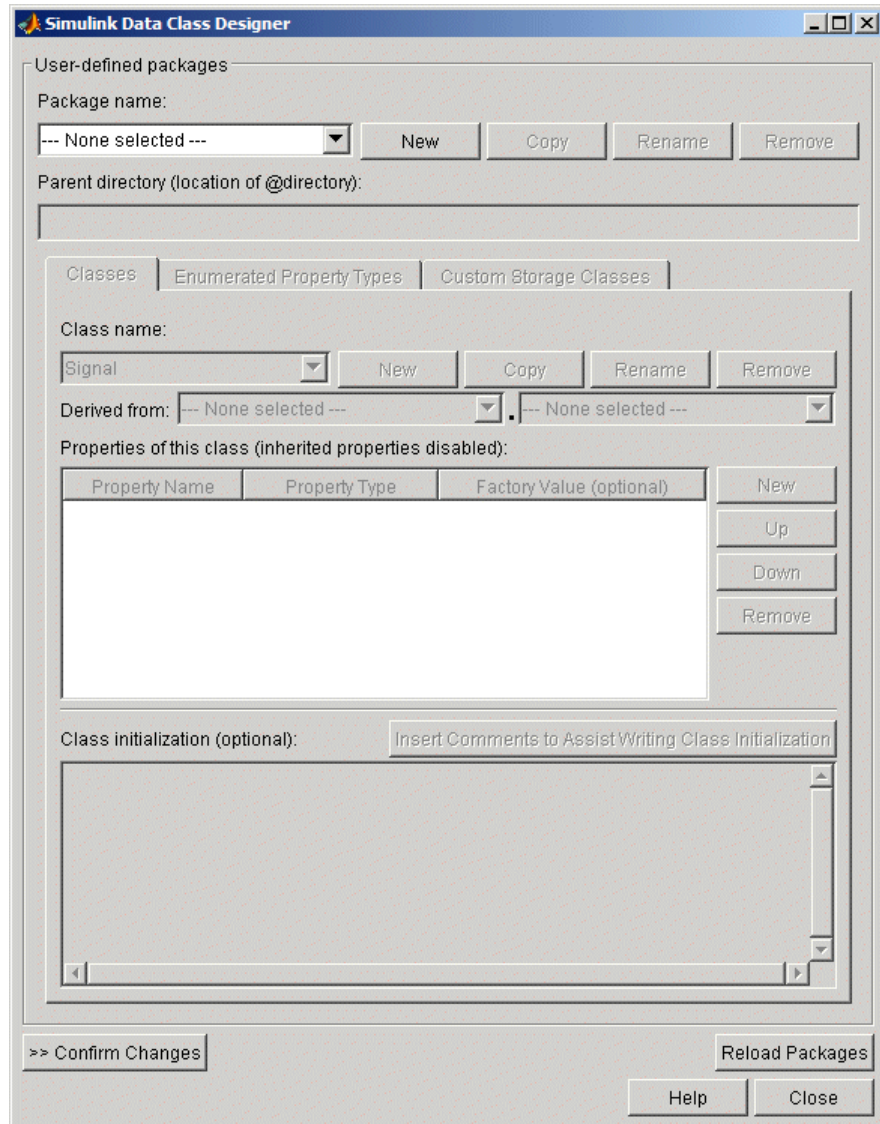 Simulink Data Class Designer
User-defined packages
Package name:
--- None selected --- New Copy Rename Remove
Parent directory (location of @directory):
Classes Enumerated Property Types Custom Storage Classes
Class name:
Signal New Copy Rename Remove
Derived from: --- None selected --- . --- None selected ---
Properties of this class (inherited properties disabled):
Property Name Property Type Factory Value (optional) New
Up
Down
Remove
Class initialization (optional): Insert Comments to Assist Writing Class Initialization
>> Confirm Changes Reload Packages
Help Close